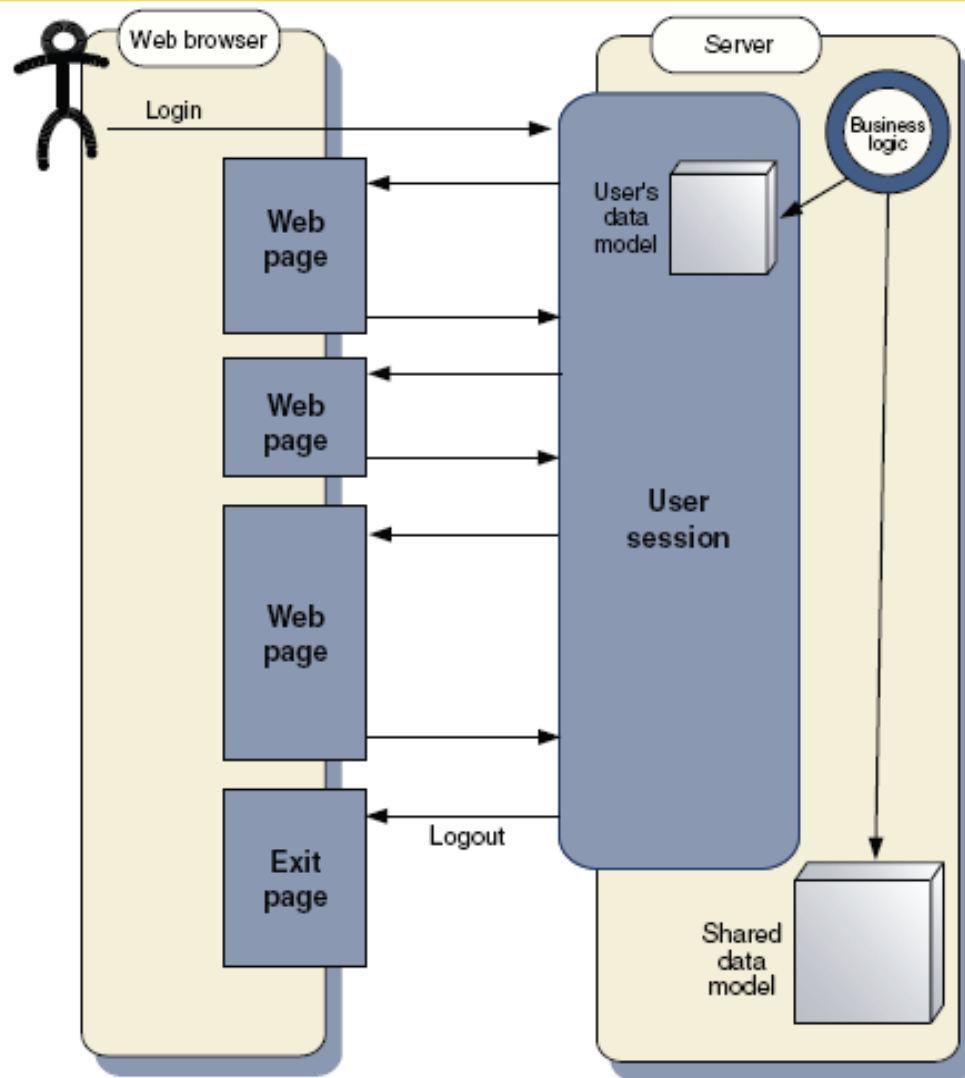 Web browser
Server
Login
Business
logic
User's
data
model
Web
page
Web
page
User
session
Web
page
Logout
Exit
page
Shared
data
model